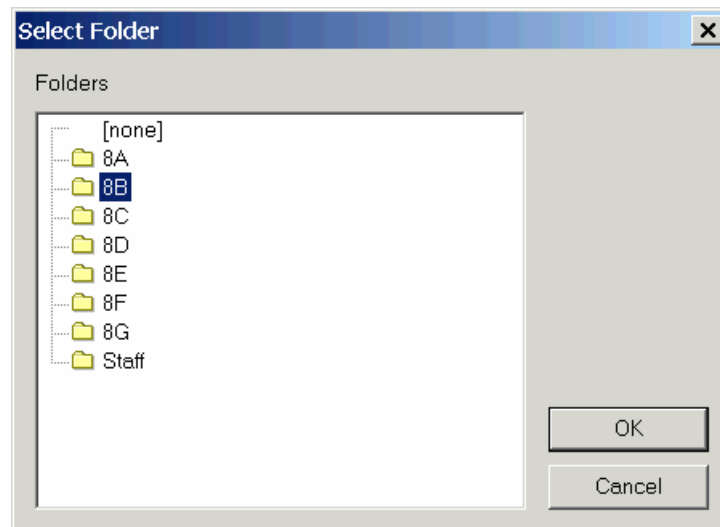 Select Folder
Folders
[none]
8A
8B
8C
8D
8E
8F
8G
Staff
OK
Cancel